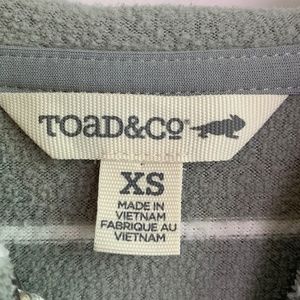 TOaD&CO
XS
MADE IN
VIETNAM
FABRIQUE AU
VIETNAM